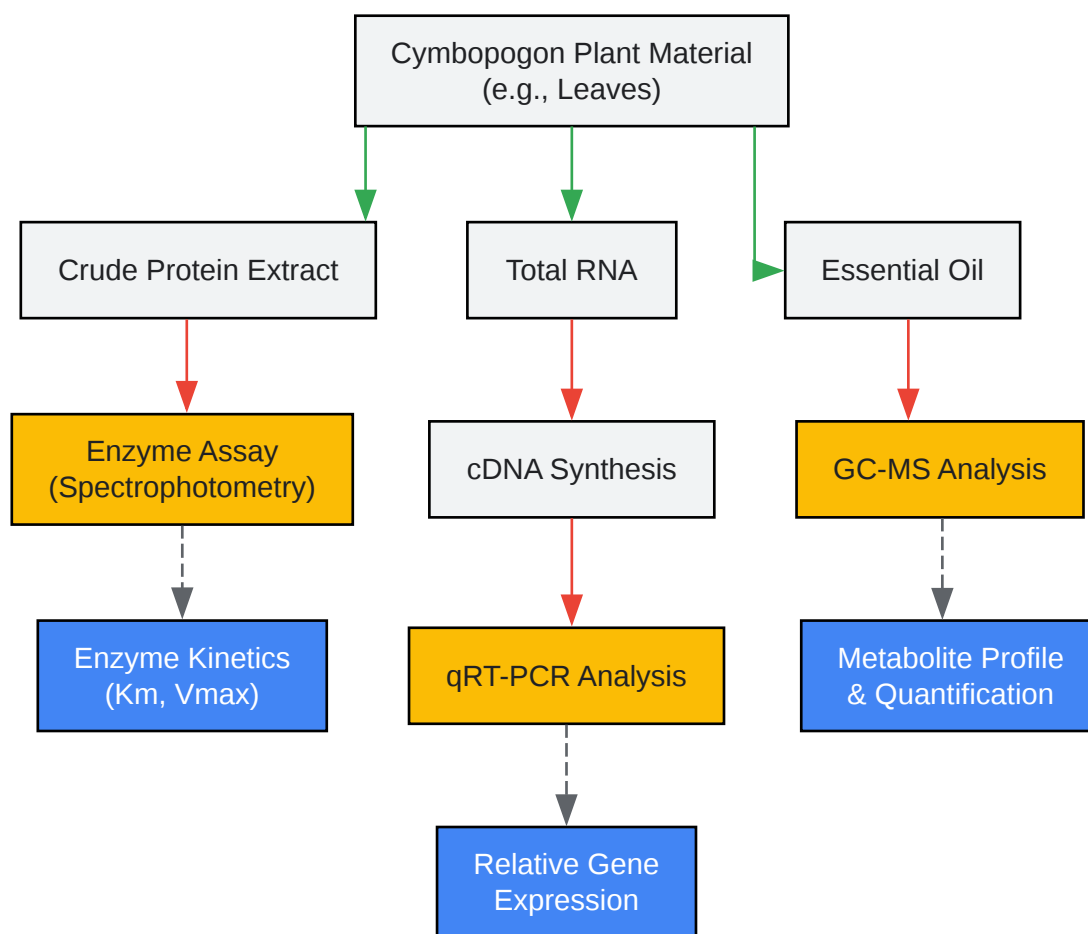 Cymbopogon Plant Material
(e.g., Leaves)
Crude Protein Extract
Total RNA
Essential Oil
Enzyme Assay
(Spectrophotometry)
cDNA Synthesis
GC-MS Analysis
Enzyme Kinetics
(Km, Vmax)
qRT-PCR Analysis
Metabolite Profile
& Quantification
Relative Gene
Expression